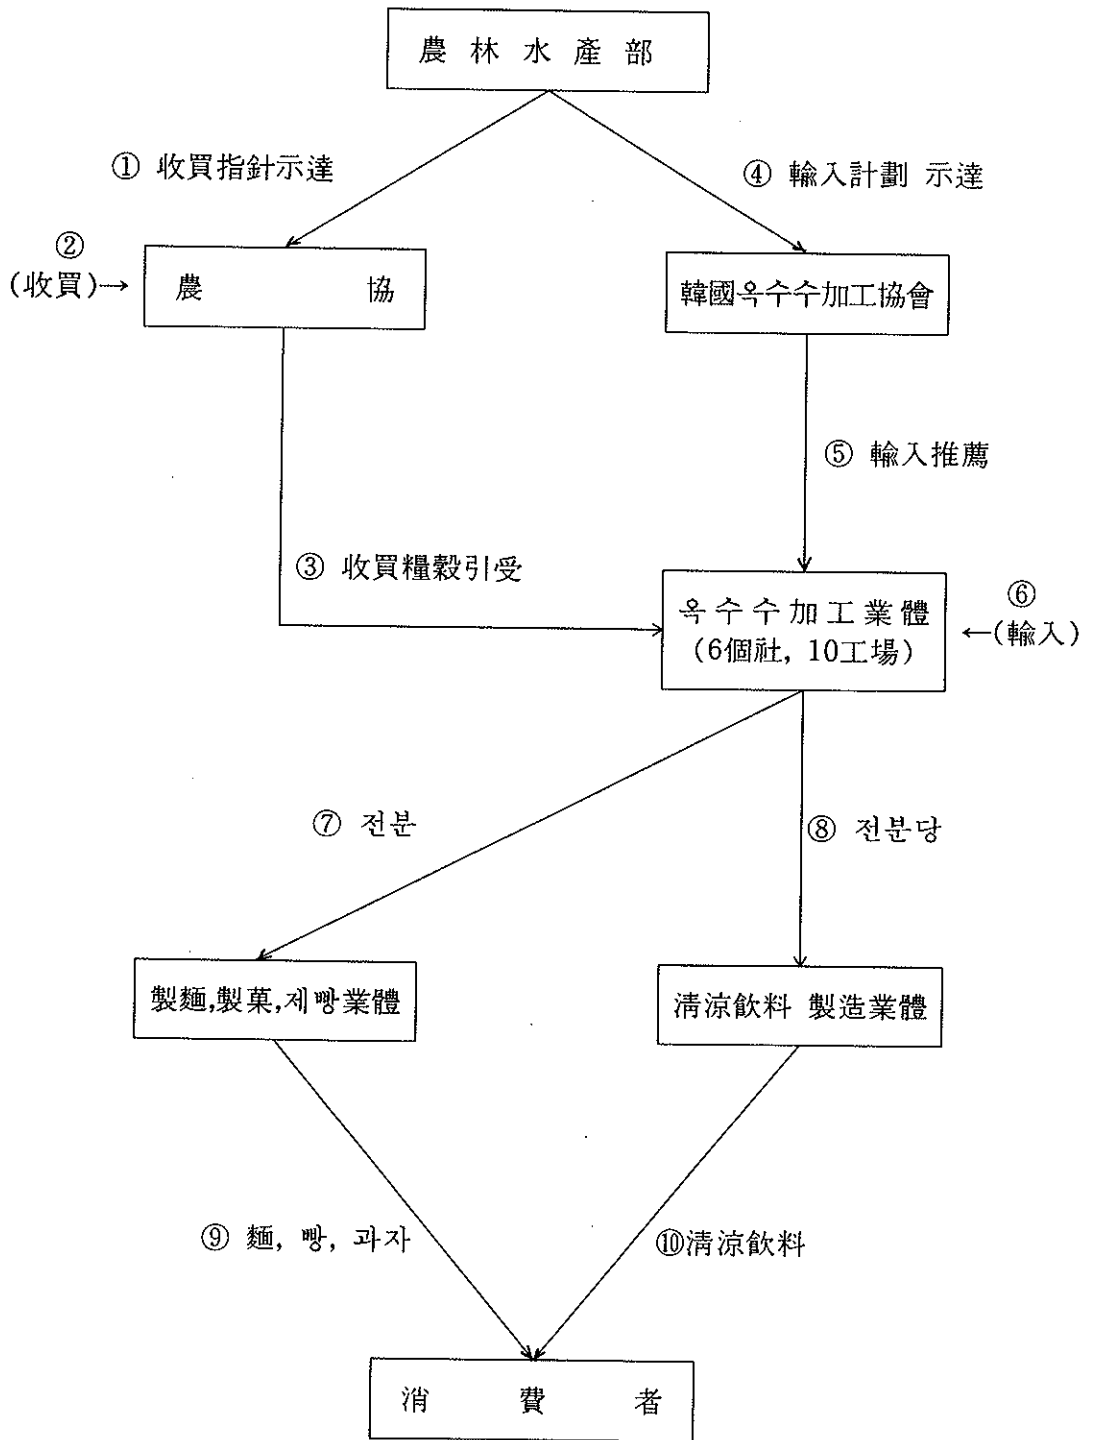 農林水產部
① 收買指針示達
④ 輸入計劃 示達
②
(收買)→
農 協
韓國옥수수加工協會
⑤ 輸入推薦
③ 收買糧穀引受
옥수수加工業體
(6個社, 10工場)
⑥
←(輸入)
⑦ 전분
⑧ 전분당
製麵,製菓,제빵業體
淸涼飮料 製造業體
⑨ 麵, 빵, 과자
⑩淸涼飮料
消費者